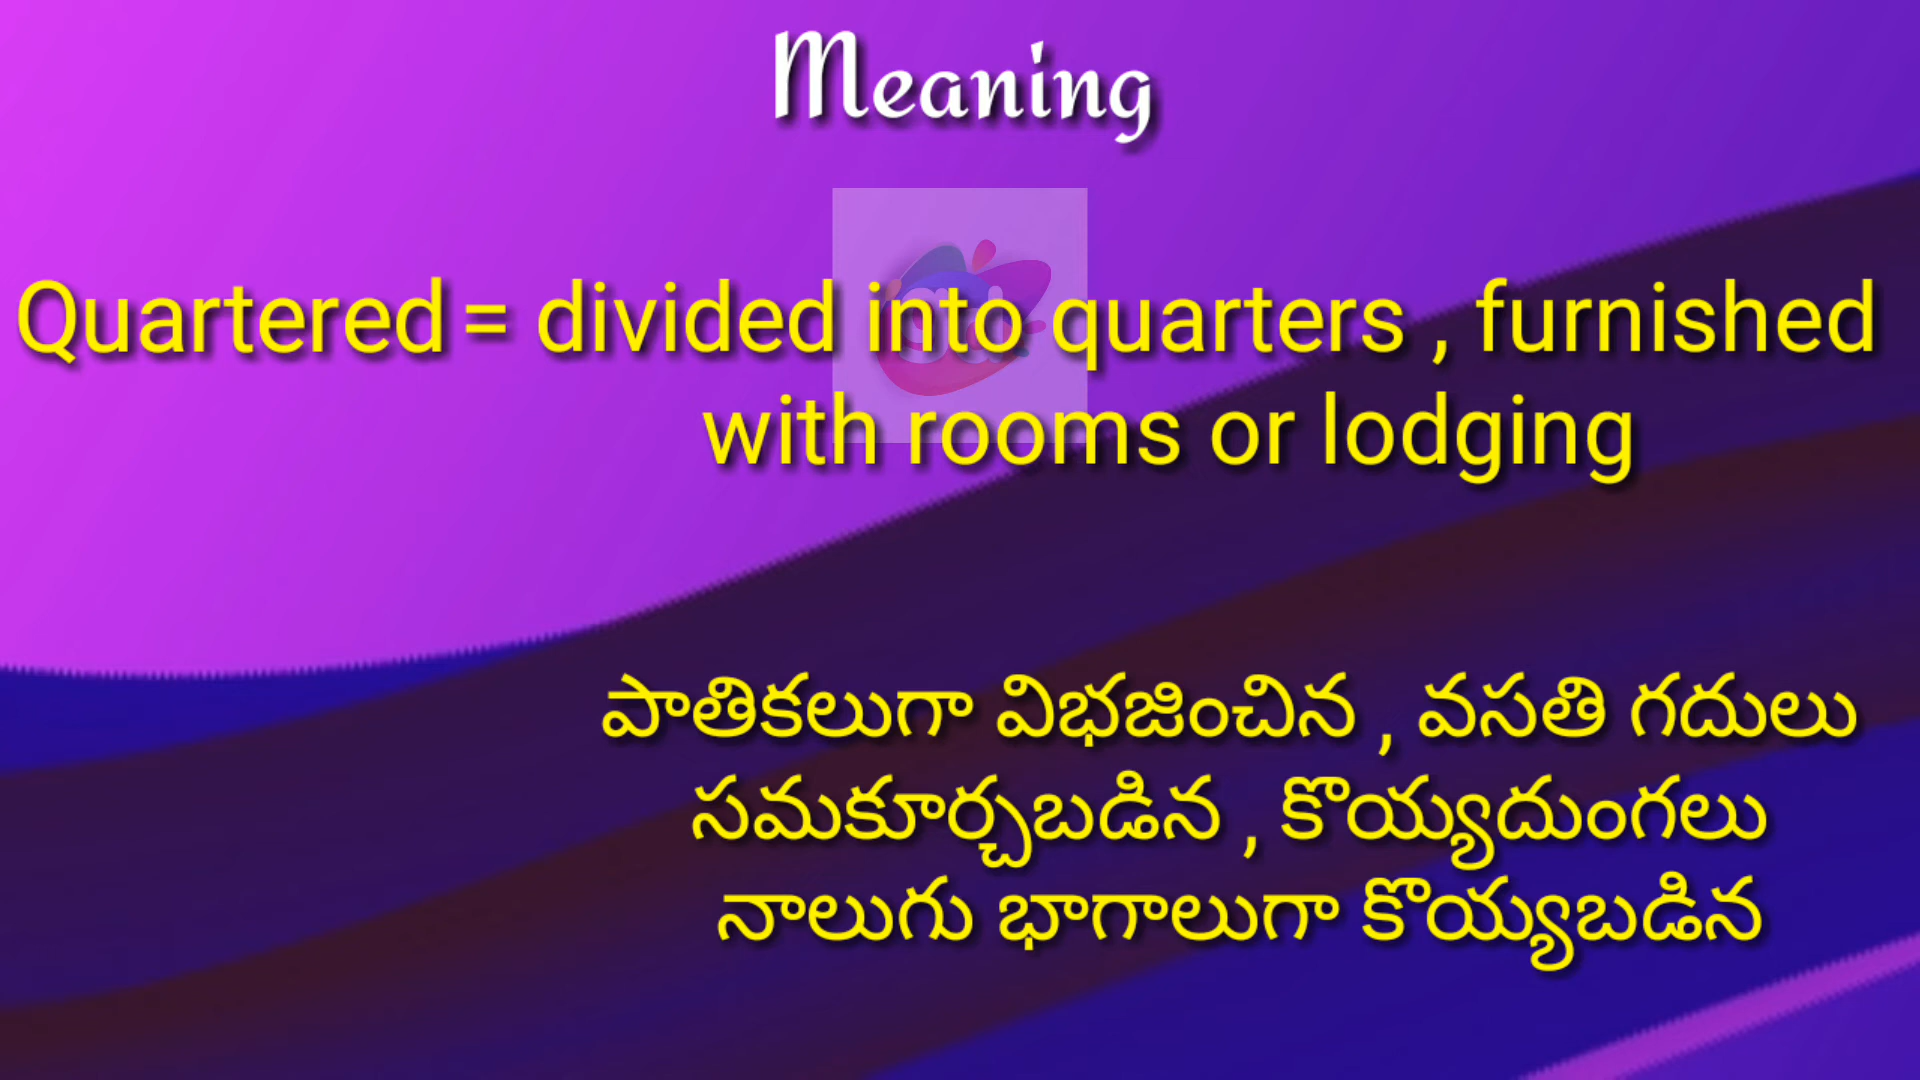 Meaning
Quartered = divided into quarters , furnished
with rooms or lodging
పాతికలుగా విభజించిన , వసతి గదులు
సమకూర్చబడిన , కొయ్యదుంగలు
నాలుగు భాగాలుగా కొయ్యబడిన